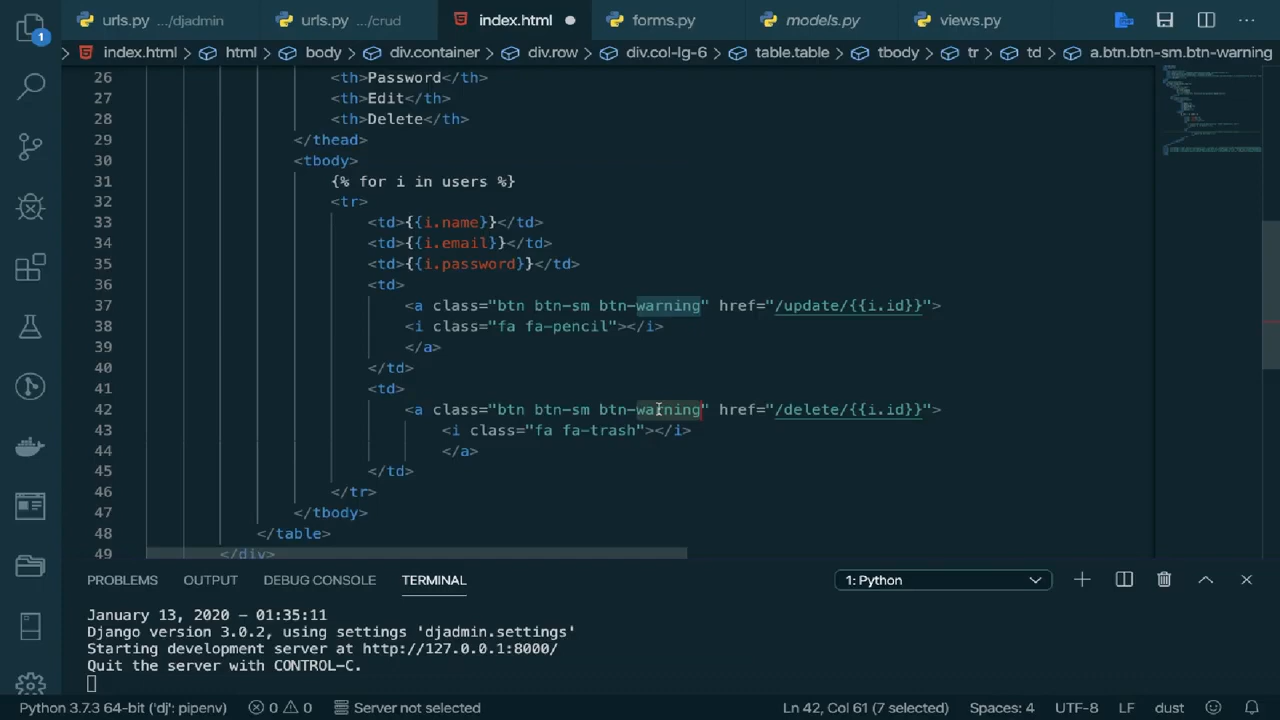 urls.py .../djadmin
urls.py .../crud
index.html
forms.py
models.py
views.py
1
index.html > html > body > div.container > div.row > div.col-lg-6 > table.table > tbody > tr > td > a.btn.btn-sm.btn-warning
26 <th>Password</th>
27 <th>Edit</th>
28 <th>Delete</th>
29 </thead>
30 <tbody>
31 {% for i in users %}
32 <tr>
33 <td>{{i.name}}</td>
34 <td>{{i.email}}</td>
35 <td>{{i.password}}</td>
36 <td>
37 <a class="btn btn-sm btn-warning" href="/update/{{i.id}}">
38 <i class="fa fa-pencil"></i>
39 </a>
40 </td>
41 <td>
42 <a class="btn btn-sm btn-warning" href="/delete/{{i.id}}">
43 <i class="fa fa-trash"></i>
44 </a>
45 </td>
46 </tr>
47 </tbody>
48 </table>
49 </div>
PROBLEMS OUTPUT DEBUG CONSOLE TERMINAL
1: Python
January 13, 2020 - 01:35:11
Django version 3.0.2, using settings 'djadmin.settings'
Starting development server at http://127.0.0.1:8000/
Quit the server with CONTROL-C.
Python 3.7.3 64-bit ('dj': pipenv) 0 0 Server not selected Ln 42, Col 61 (7 selected) Spaces: 4 UTF-8 LF dust